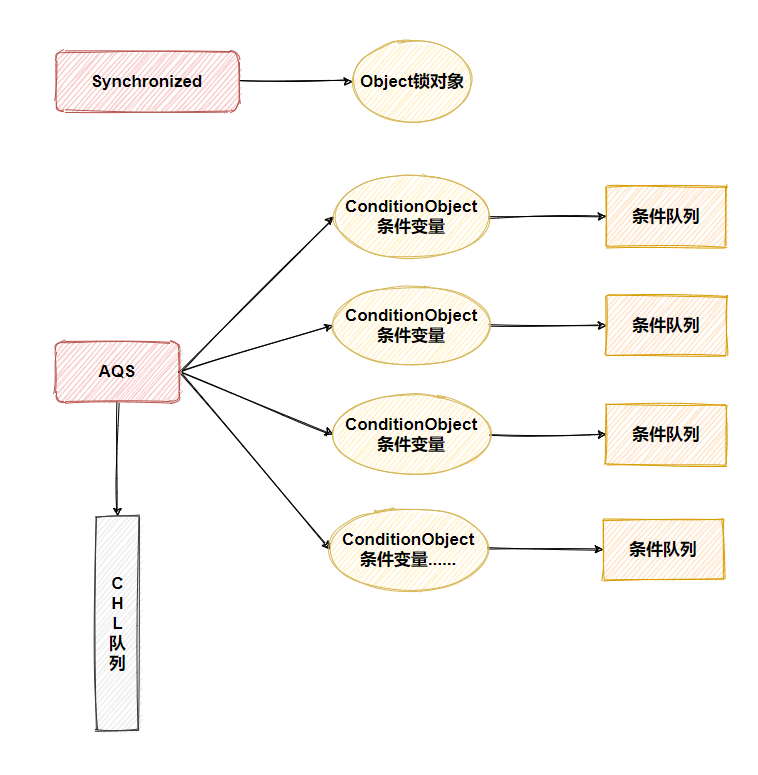 Synchronized
Object锁对象
ConditionObject
条件变量
条件队列
ConditionObject
条件变量
条件队列
AQS
ConditionObject
条件变量
条件队列
ConditionObject
条件变量......
条件队列
C
H
L
队
列